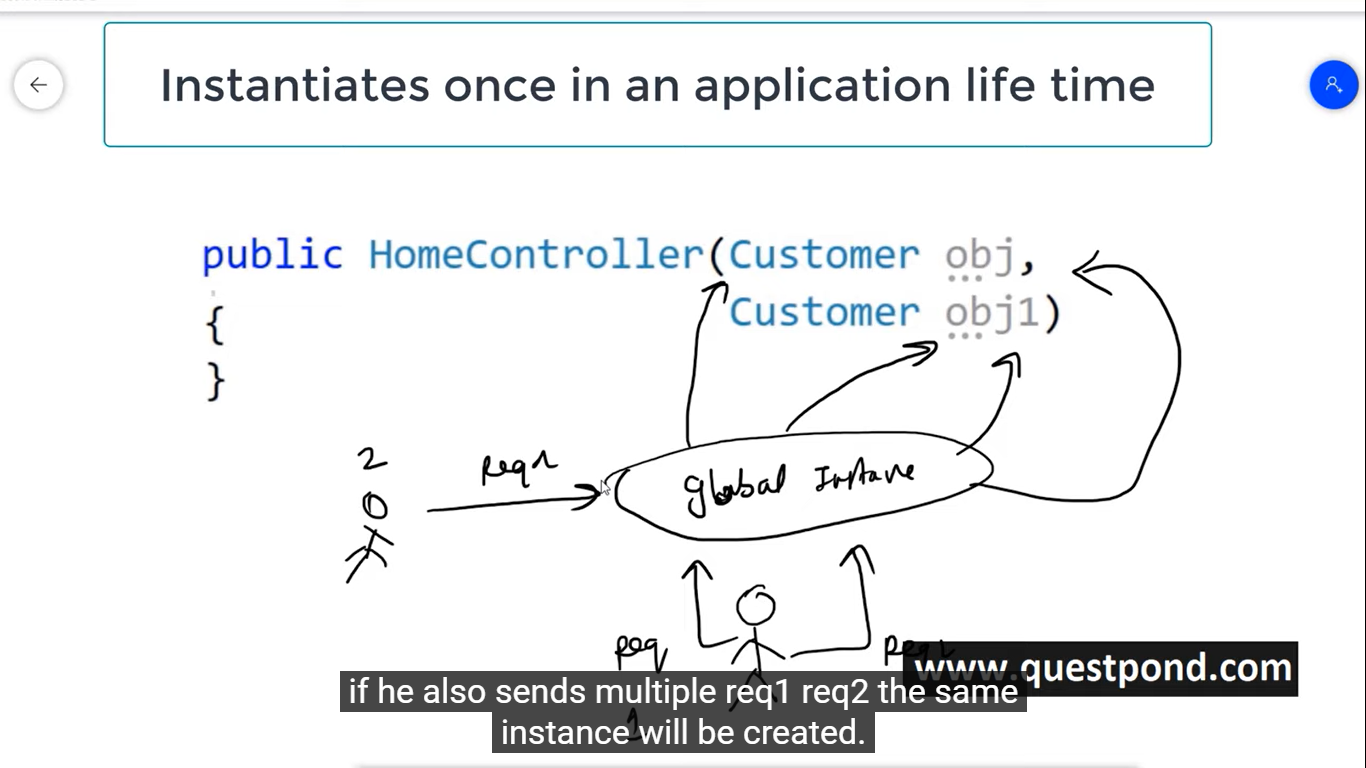 Instantiates once in an application life time
public HomeController(Customer obj,
Customer obj1)
{
}
2
req1
global Instance
req
1
www.questpond.com
if he also sends multiple req1 req2 the same
instance will be created.